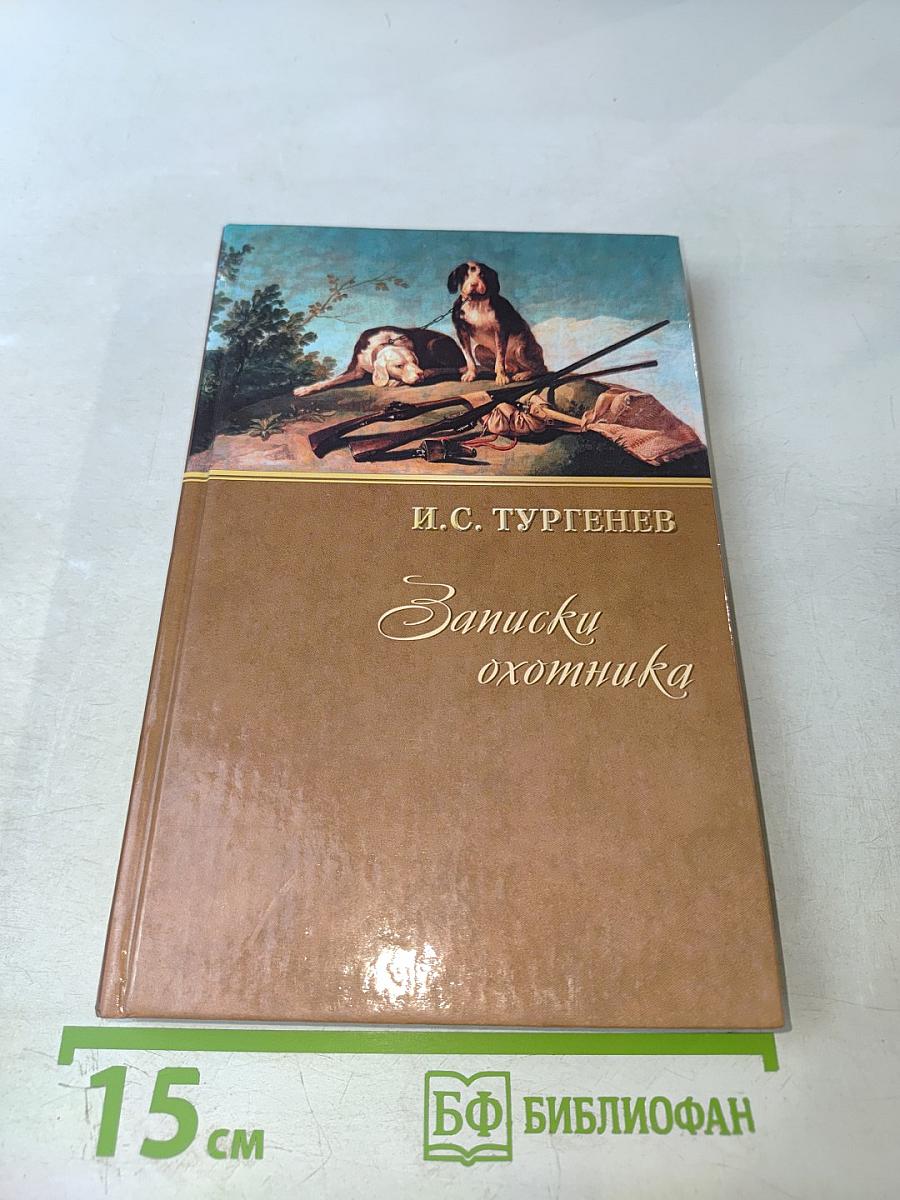 И.С. ТУРГЕНЕВ
Записки
охотника
15 см
БФ БИБЛИОФАН